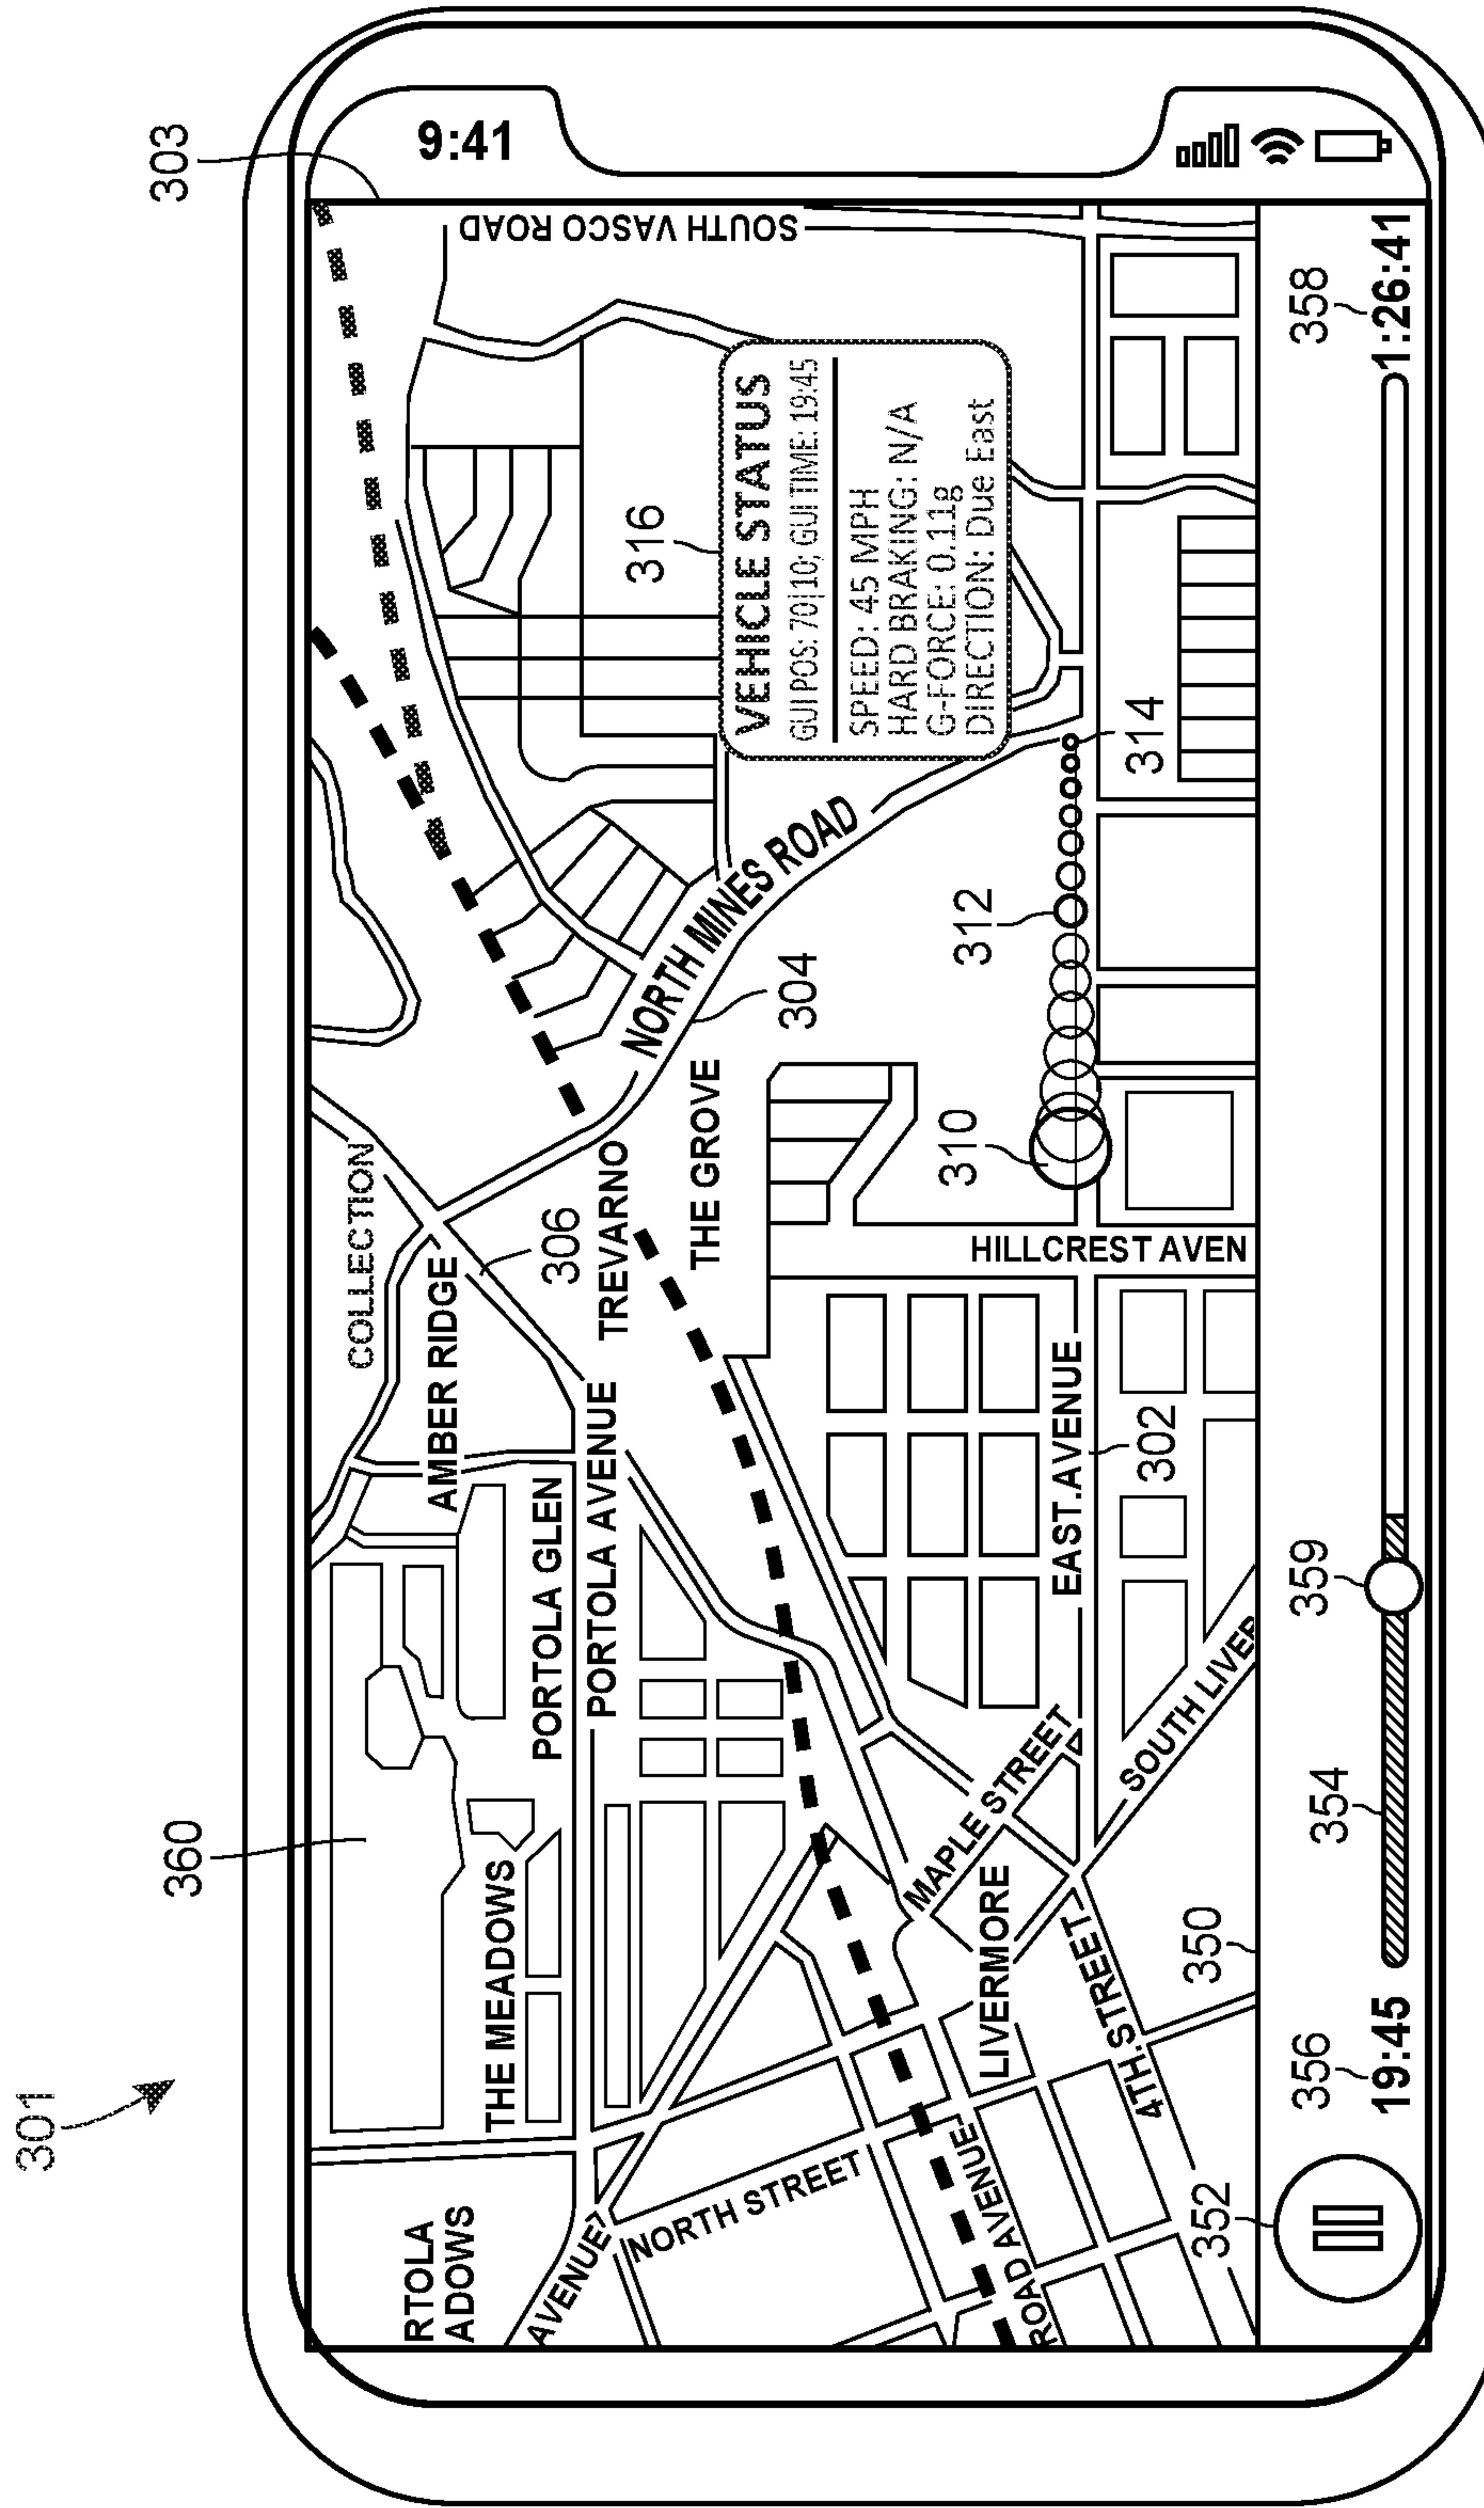 301
360
303
9:41
RTOLA
ADOWS
COLLECTION
AMBER RIDGE
THE MEADOWS
PORTOLA GLEN
PORTOLA AVENUE
306
TREVARNO
THE GROVE
NORTH MINES ROAD
304
SOUTH VASCO ROAD
316
VEHICLE STATUS
GUI POS: 70|10; GUI TIME: 19:45
SPEED: 45 MPH
HARD BRAKING: N/A
G-FORCE: 0.11g
DIRECTION: Due East
AVENUE
NORTH STREET
ROAD AVENUE
LIVERMORE
MAPLE STREET
4TH. STREET
SOUTH LIVER
EAST.AVENUE
302
HILLCREST AVEN
310
312
314
350
352
356
19:45
354
359
358
1:26:41